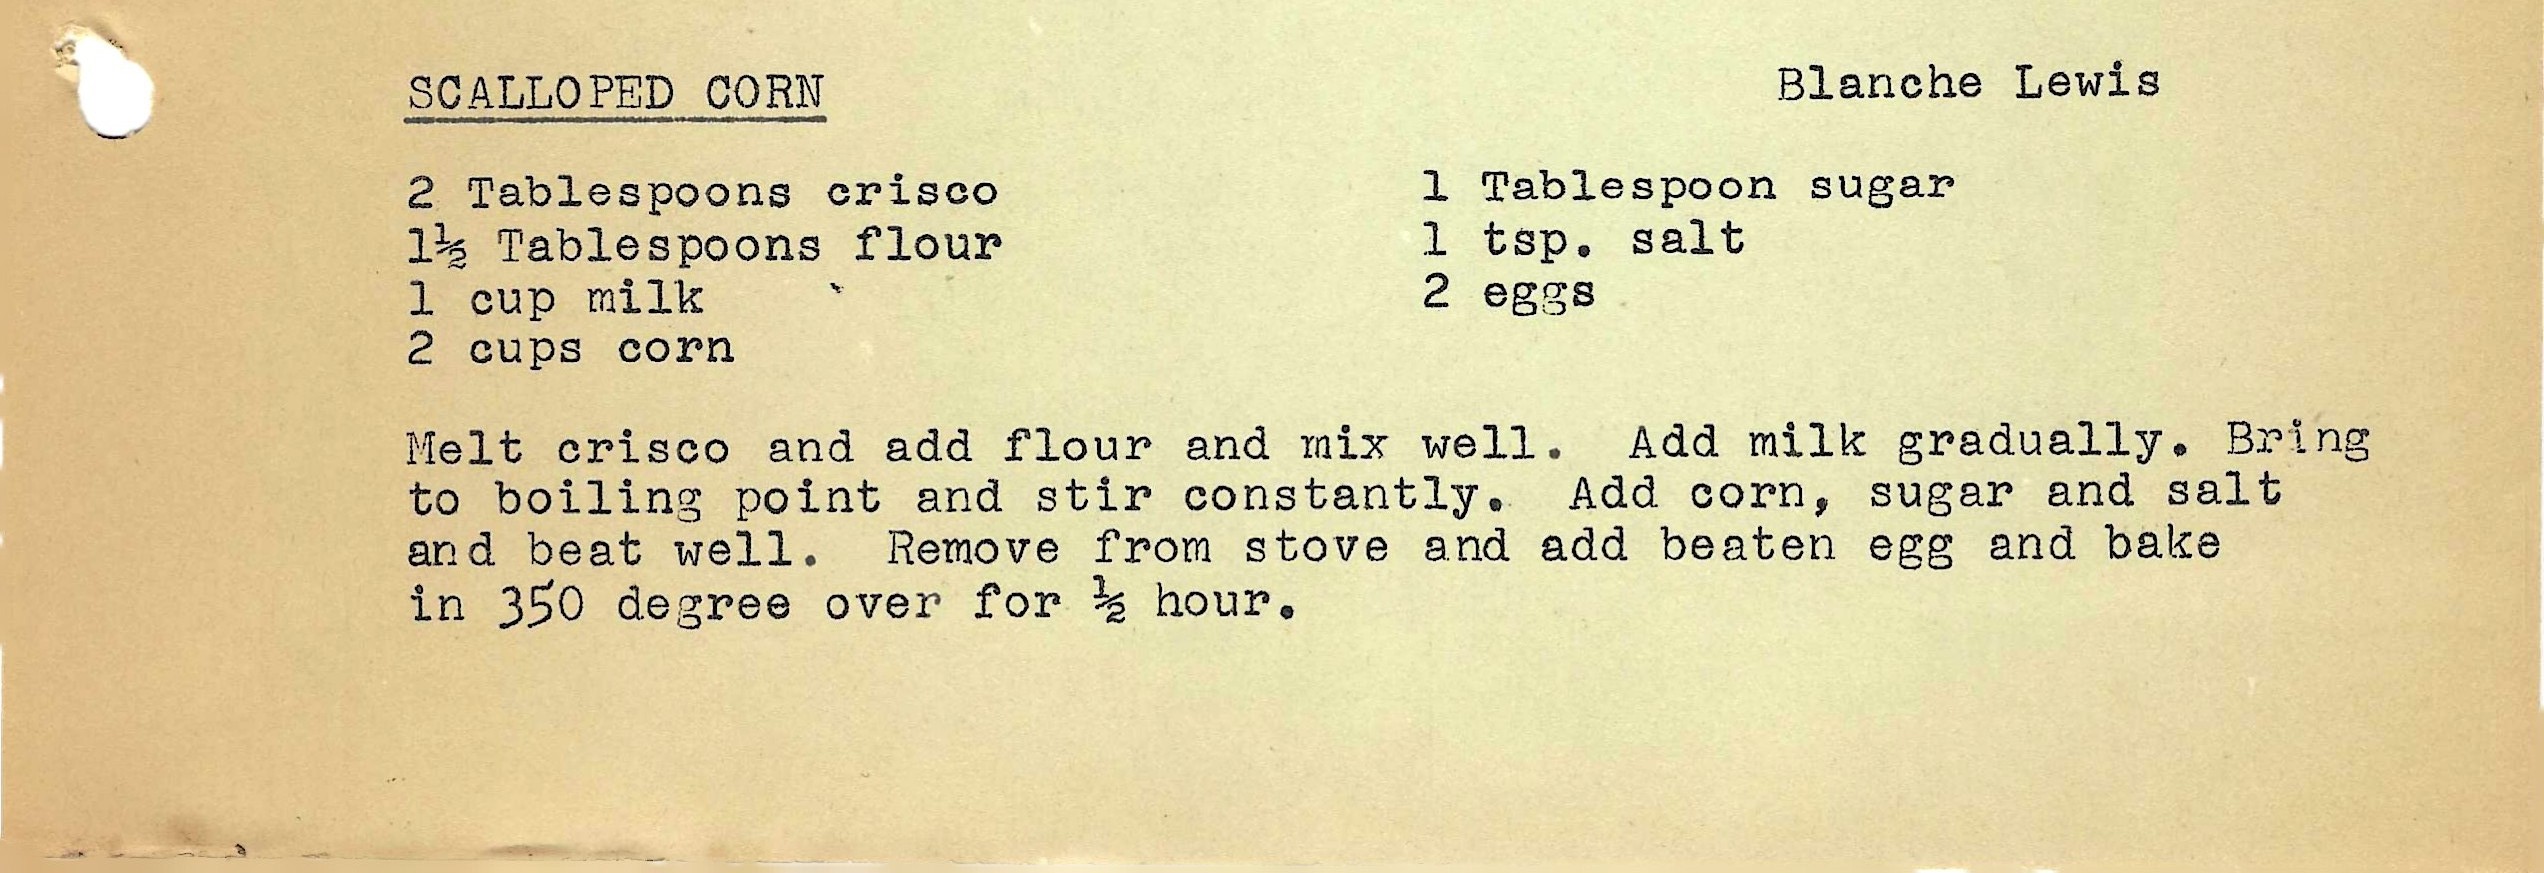 SCALLOPED CORN    Blanche Lewis
2 Tablespoons crisco    1 Tablespoon sugar
1½ Tablespoons flour    1 tsp. salt
1 cup milk    2 eggs
2 cups corn
Melt crisco and add flour and mix well.  Add milk gradually. Bring
to boiling point and stir constantly.  Add corn, sugar and salt
and beat well.  Remove from stove and add beaten egg and bake
in 350 degree over for ½ hour.